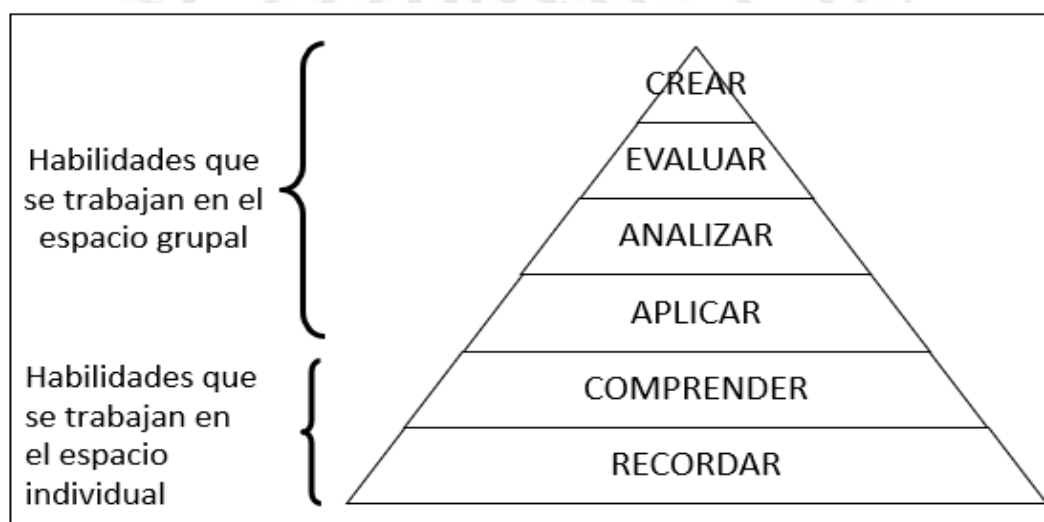 CREAR
EVALUAR
ANALIZAR
APLICAR
COMPRENDER
RECORDAR
Habilidades que
se trabajan en el
espacio grupal
Habilidades que
se trabajan en
el espacio
individual